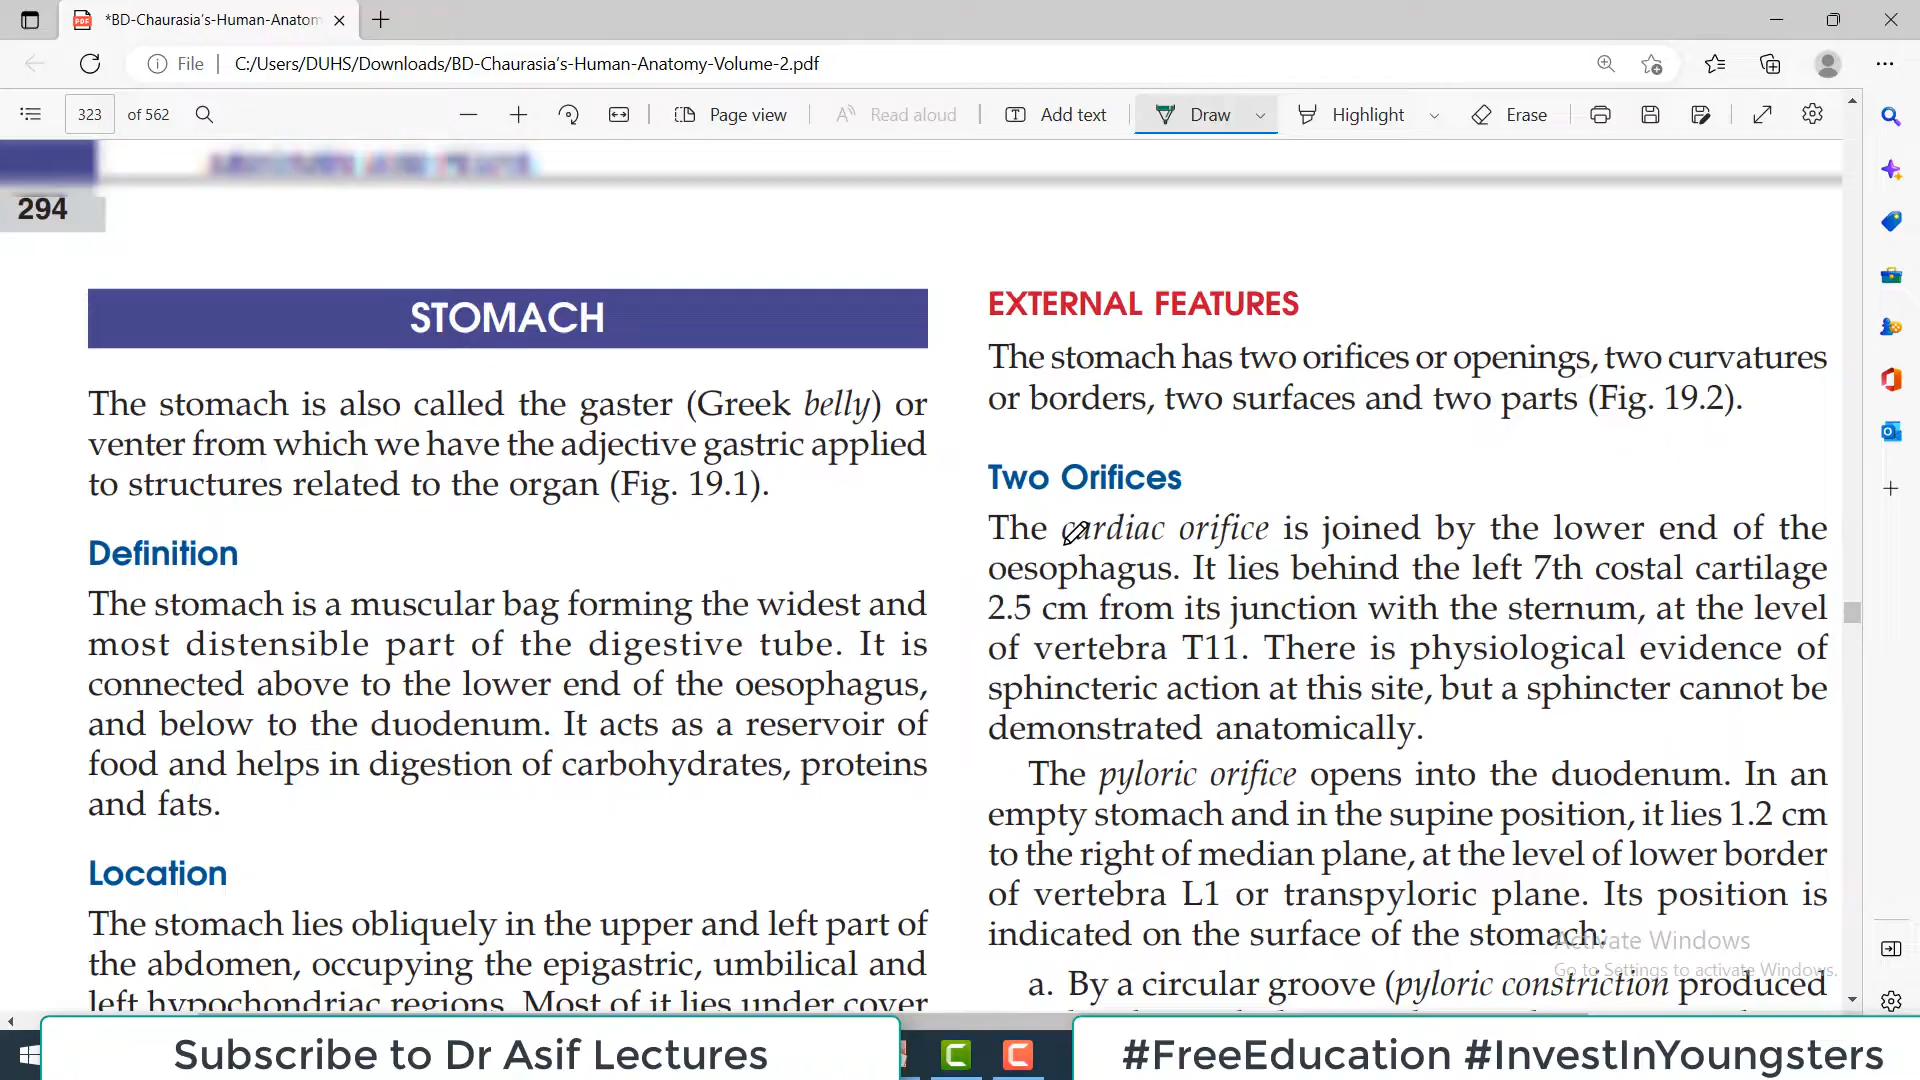 *BD-Chaurasia's-Human-Anatom
File
C:/Users/DUHS/Downloads/BD-Chaurasia's-Human-Anatomy-Volume-2.pdf
323 of 562
Page view
Read aloud
Add text
Draw
Highlight
Erase
294
STOMACH
The stomach is also called the gaster (Greek belly) or
venter from which we have the adjective gastric applied
to structures related to the organ (Fig. 19.1).
Definition
The stomach is a muscular bag forming the widest and
most distensible part of the digestive tube. It is
connected above to the lower end of the oesophagus,
and below to the duodenum. It acts as a reservoir of
food and helps in digestion of carbohydrates, proteins
and fats.
Location
The stomach lies obliquely in the upper and left part of
the abdomen, occupying the epigastric, umbilical and
left hypochondriac regions. Most of it lies under cover
EXTERNAL FEATURES
The stomach has two orifices or openings, two curvatures
or borders, two surfaces and two parts (Fig. 19.2).
Two Orifices
The cardiac orifice is joined by the lower end of the
oesophagus. It lies behind the left 7th costal cartilage
2.5 cm from its junction with the sternum, at the level
of vertebra T11. There is physiological evidence of
sphincteric action at this site, but a sphincter cannot be
demonstrated anatomically.
The pyloric orifice opens into the duodenum. In an
empty stomach and in the supine position, it lies 1.2 cm
to the right of median plane, at the level of lower border
of vertebra L1 or transpyloric plane. Its position is
indicated on the surface of the stomach:
a. By a circular groove (pyloric constriction produced
Activate Windows
Go to Settings to activate Windows.
Subscribe to Dr Asif Lectures
#FreeEducation #InvestInYoungsters